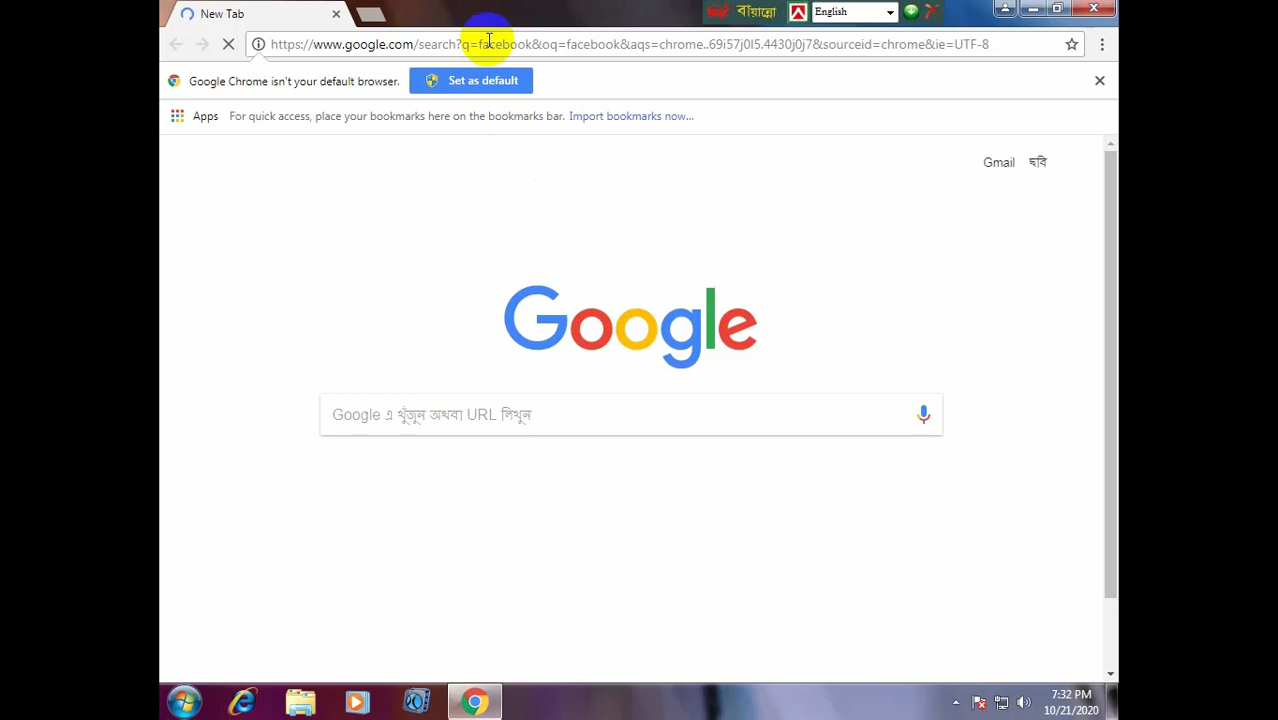 New Tab
বাঁয়ান্নো
English
https://www.google.com/search?q=facebook&oq=facebook&aqs=chrome..69i57j0l5.4430j0j7&sourceid=chrome&ie=UTF-8
Google Chrome isn't your default browser.
Set as default
Apps
For quick access, place your bookmarks here on the bookmarks bar. Import bookmarks now...
Gmail
ছবি
Google
Google এ খুঁজুন অথবা URL লিখুন
7:32 PM
10/21/2020